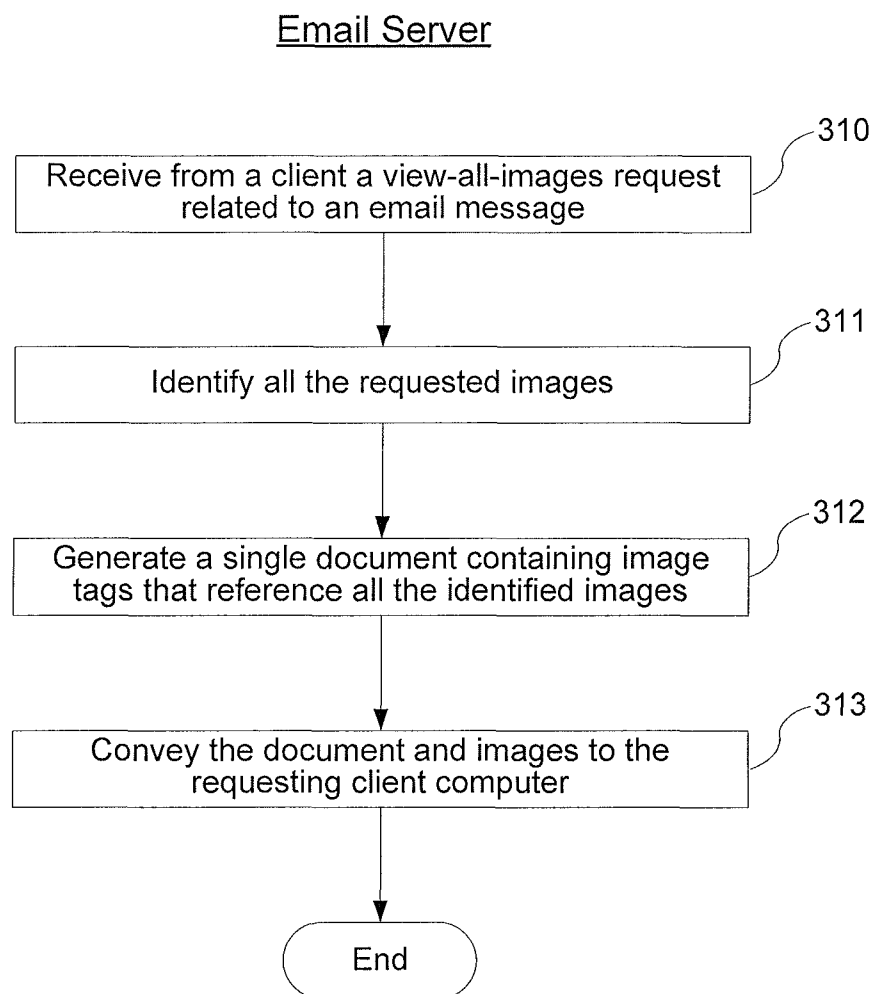 Email Server
310
Receive from a client a view-all-images request
related to an email message
311
Identify all the requested images
312
Generate a single document containing image
tags that reference all the identified images
313
Convey the document and images to the
requesting client computer
End